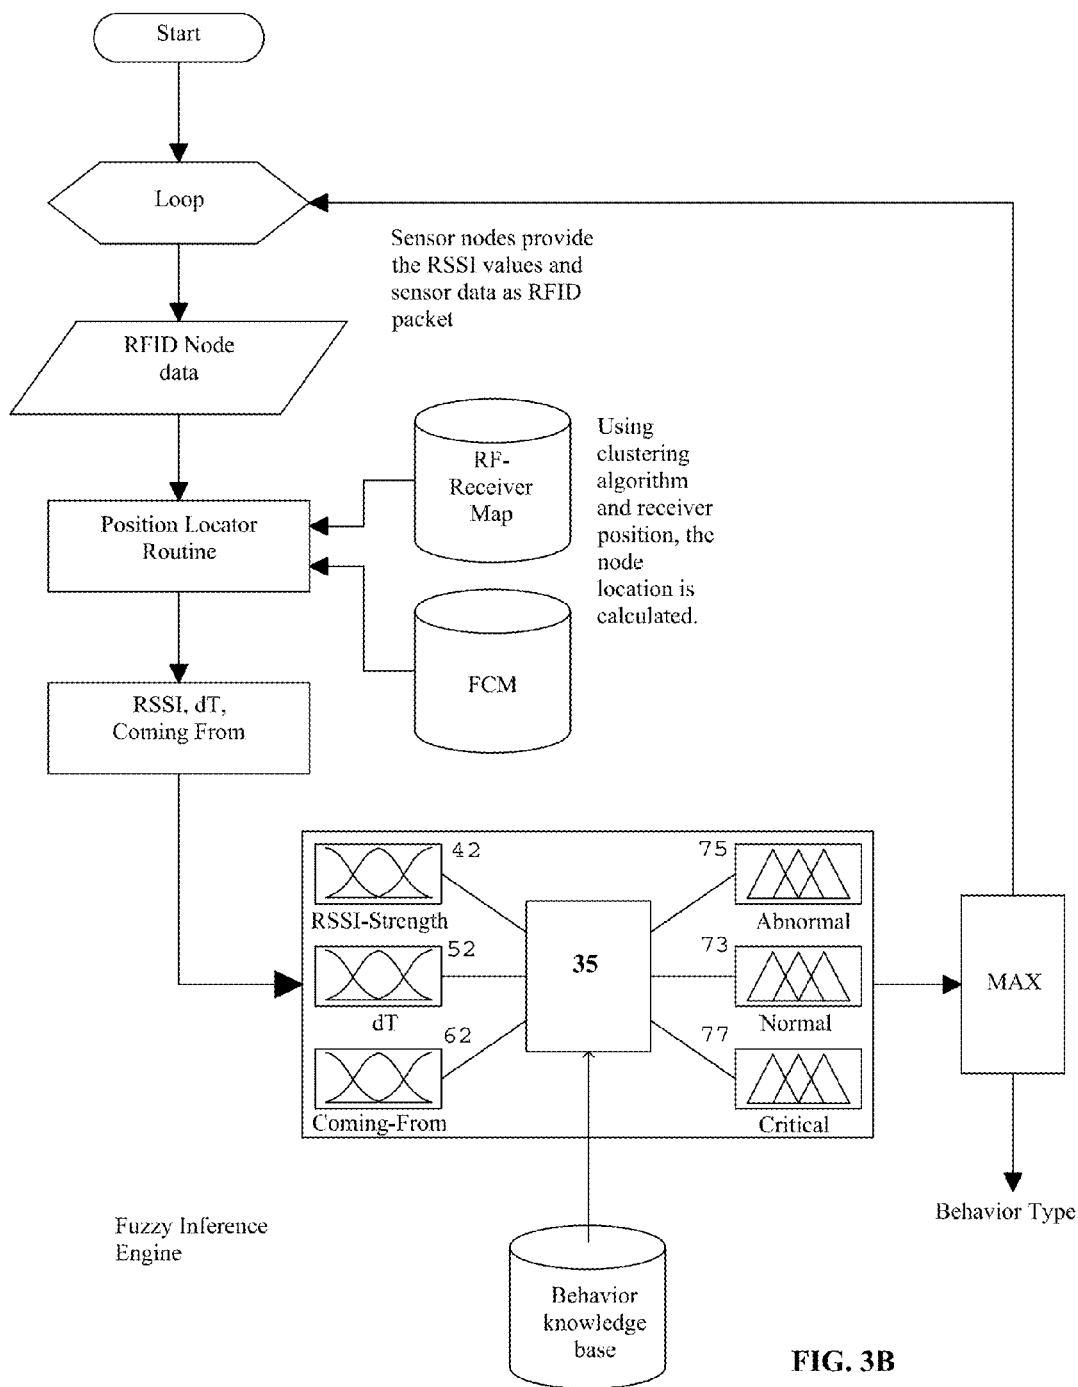 Start
Loop
Sensor nodes provide
the RSSI values and
sensor data as RFID
packet
RFID Node
data
RF-
Receiver
Map
Using
clustering
algorithm
and receiver
position, the
node
location is
calculated.
Position Locator
Routine
FCM
RSSI, dT,
Coming From
42
RSSI-Strength
52
dT
62
Coming-From
35
75
Abnormal
73
Normal
77
Critical
MAX
Behavior Type
Fuzzy Inference
Engine
Behavior
knowledge
base
FIG. 3B